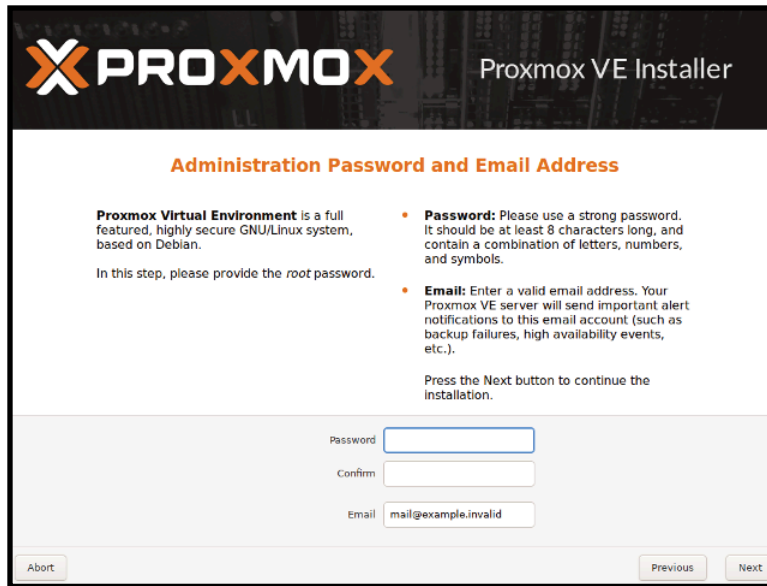 PROXMOX
Proxmox VE Installer
Administration Password and Email Address
Proxmox Virtual Environment is a full
featured, highly secure GNU/Linux system,
based on Debian.
In this step, please provide the root password.
• Password: Please use a strong password.
It should be at least 8 characters long, and
contain a combination of letters, numbers,
and symbols.
• Email: Enter a valid email address. Your
Proxmox VE server will send important alert
notifications to this email account (such as
backup failures, high availability events,
etc.).
Press the Next button to continue the
installation.
Password
Confirm
Email mail@example.invalid
Abort Previous Next